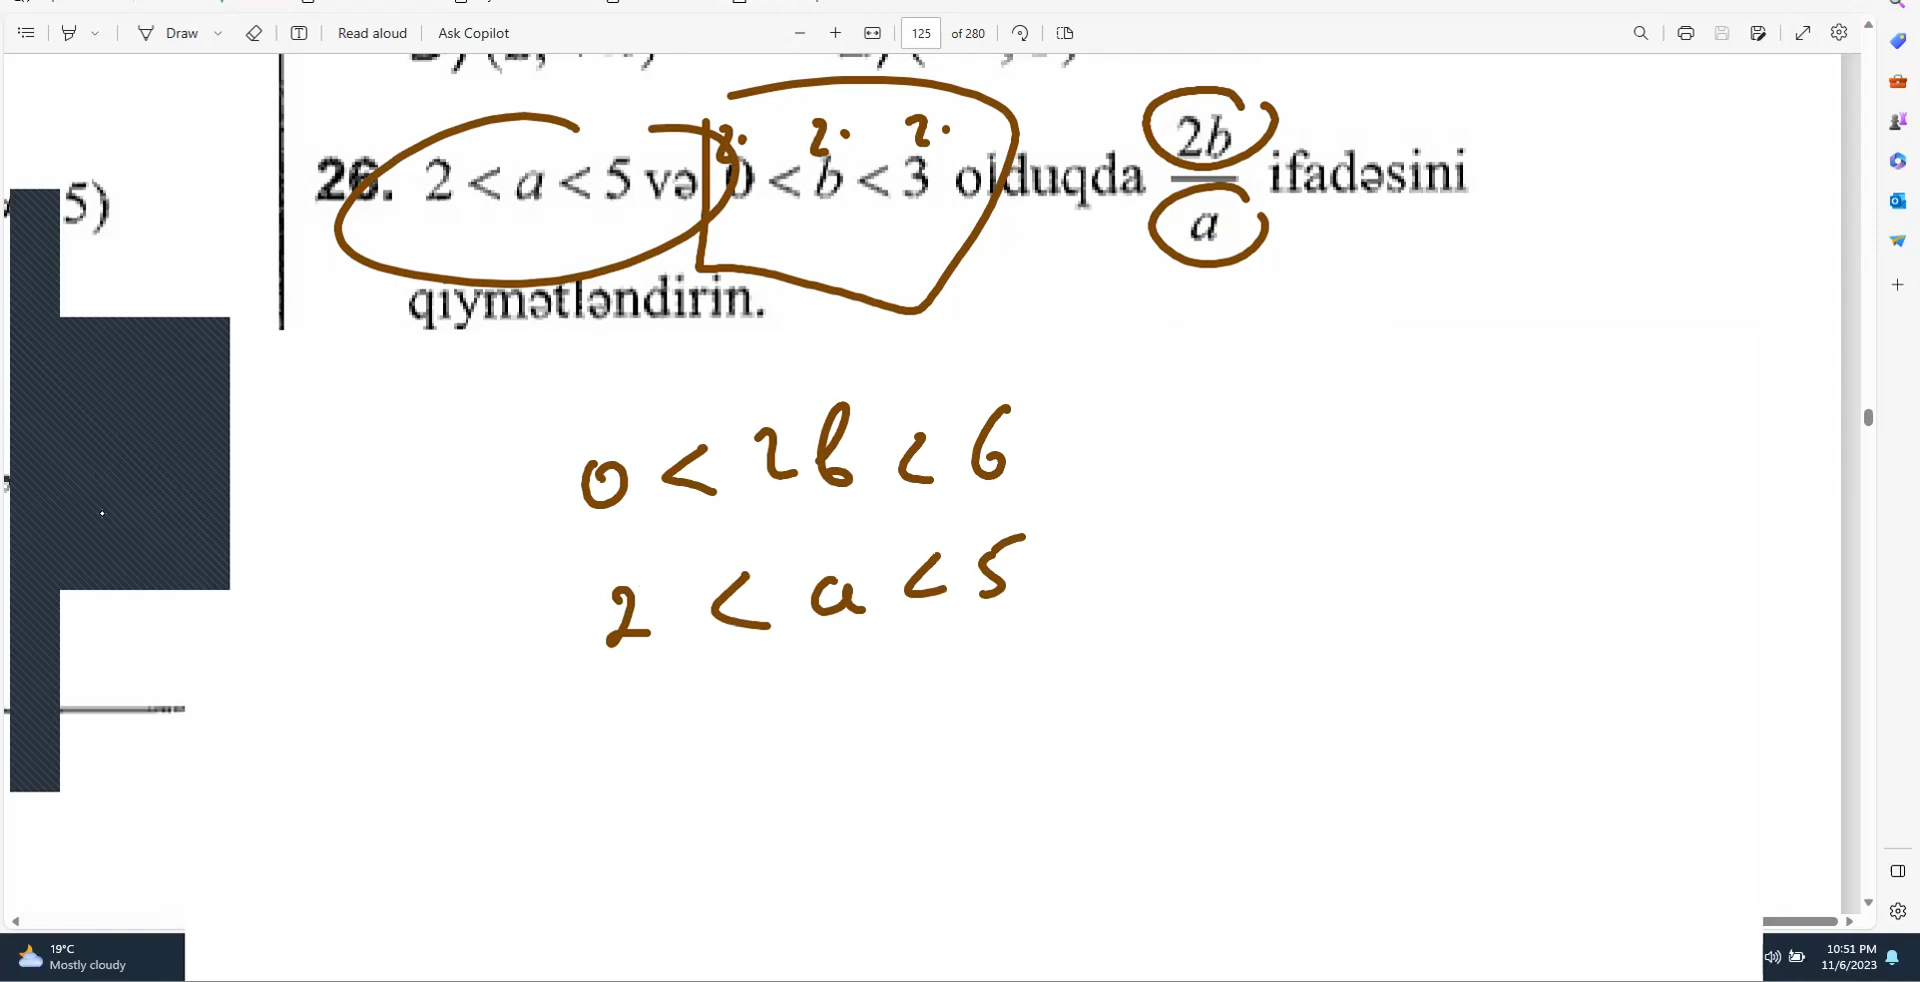 Draw
Read aloud
Ask Copilot
125 of 280
5)
2· 2· 2·
26. 2 < a < 5 və 0 < b < 3 olduqda 2b/a ifadəsini
qıymətləndirin.
0 < 2b < 6
2 < a < 5
19°C
Mostly cloudy
10:51 PM
11/6/2023